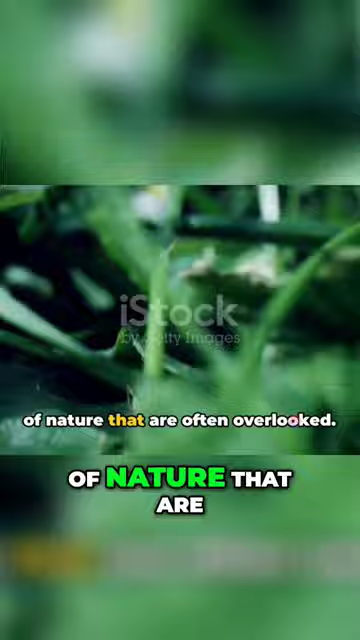 iStock
by Getty Images
of nature that are often overlooked.
OF NATURE THAT
ARE